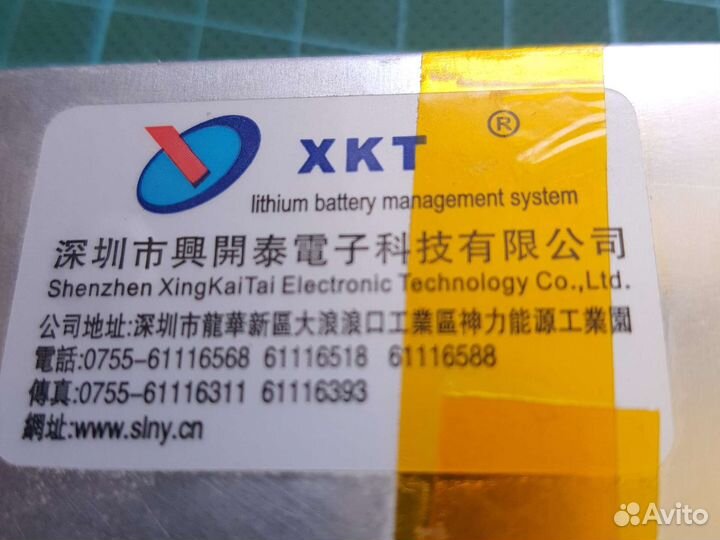 XKT ®
lithium battery management system
深圳市興開泰電子科技有限公司
Shenzhen XingKaiTai Electronic Technology Co.,Ltd.
公司地址:深圳市龍華新區大浪浪口工業區神力能源工業園
電話:0755-61116568 61116518 61116588
傳真:0755-61116311 61116393
網址:www.slny.cn
Avito